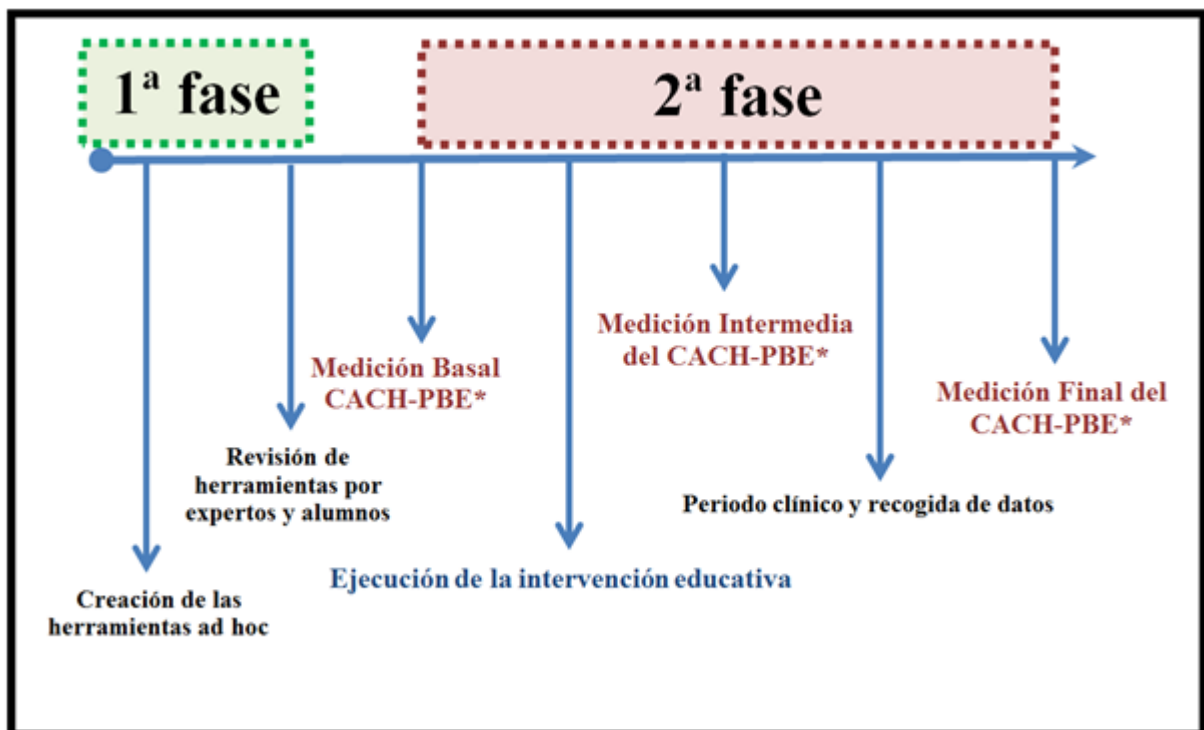 1ª fase
2ª fase
Medición Intermedia
del CACH-PBE*
Medición Basal
CACH-PBE*
Medición Final del
CACH-PBE*
Revisión de
herramientas por
expertos y alumnos
Periodo clínico y recogida de datos
Ejecución de la intervención educativa
Creación de las
herramientas ad hoc